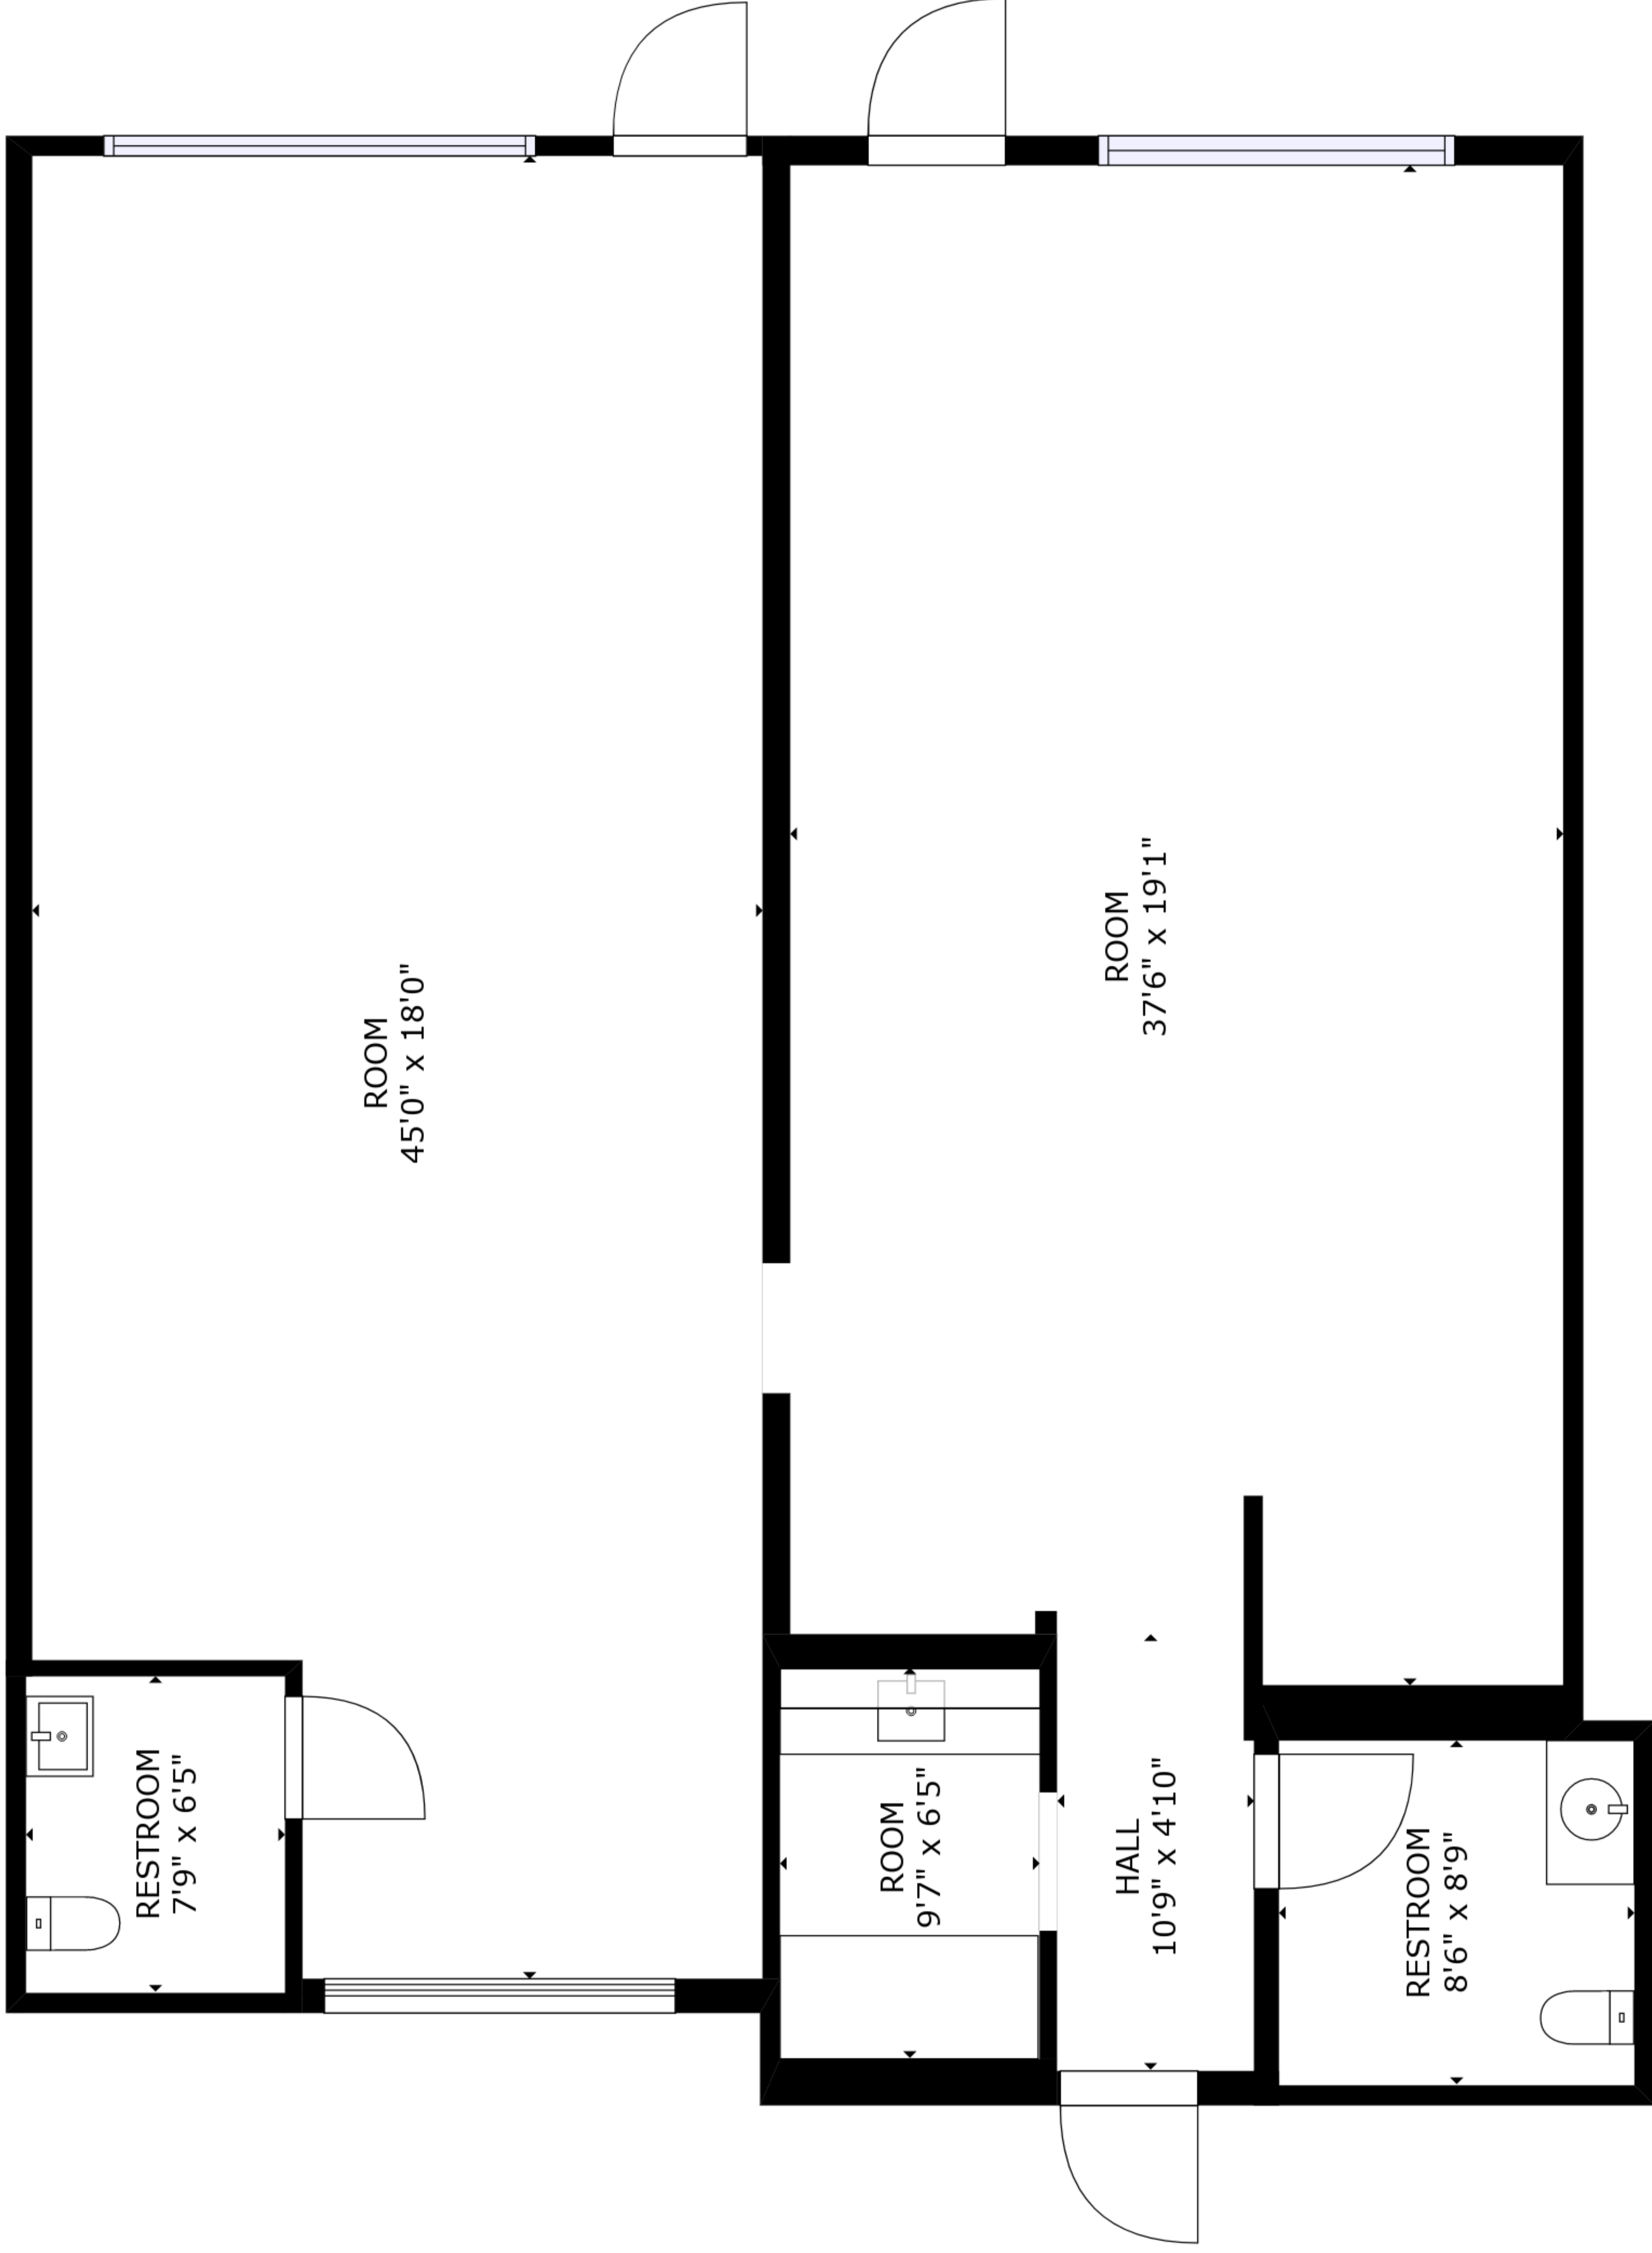 ROOM
45'0" x 18'0"
ROOM
37'6" x 19'1"
RESTROOM
7'9" x 6'5"
ROOM
9'7" x 6'5"
HALL
10'9" x 4'10"
RESTROOM
8'6" x 8'9"